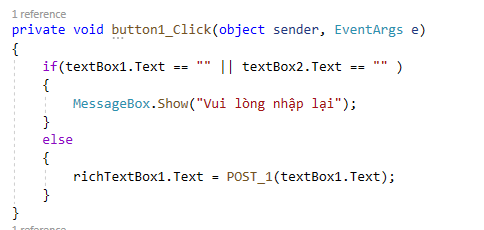 1 reference
private void button1_Click(object sender, EventArgs e)
{
if(textBox1.Text == "" || textBox2.Text == "" )
{
MessageBox.Show("Vui lòng nhập lại");
}
else
{
richTextBox1.Text = POST_1(textBox1.Text);
}
}
1 reference